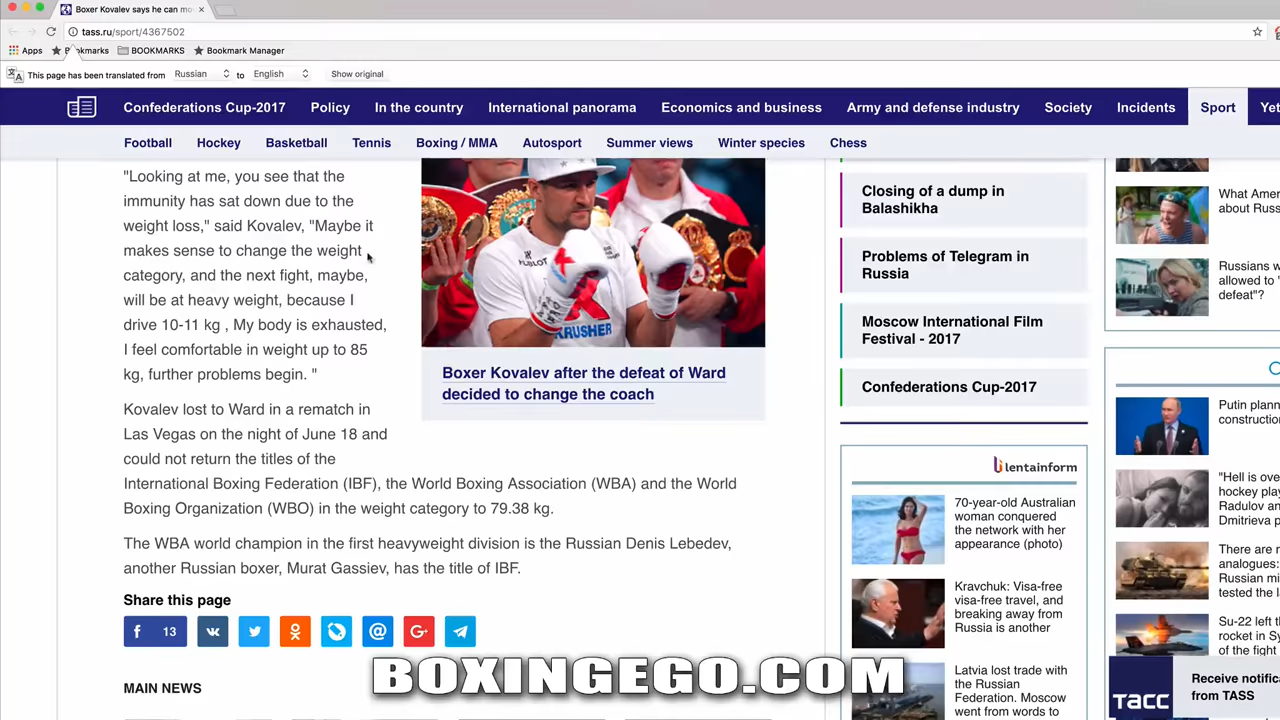 Boxer Kovalev says he can mo
tass.ru/sport/4367502
Apps
Bookmarks
BOOKMARKS
Bookmark Manager
This page has been translated from
Russian
to
English
Show original
Confederations Cup-2017
Policy
In the country
International panorama
Economics and business
Army and defense industry
Society
Incidents
Sport
Yet
Football
Hockey
Basketball
Tennis
Boxing / MMA
Autosport
Summer views
Winter species
Chess
"Looking at me, you see that the
immunity has sat down due to the
weight loss," said Kovalev, "Maybe it
makes sense to change the weight
category, and the next fight, maybe,
will be at heavy weight, because I
drive 10-11 kg , My body is exhausted,
I feel comfortable in weight up to 85
kg, further problems begin. "
HUBLOT
KRUSHER
Boxer Kovalev after the defeat of Ward
decided to change the coach
Kovalev lost to Ward in a rematch in
Las Vegas on the night of June 18 and
could not return the titles of the
International Boxing Federation (IBF), the World Boxing Association (WBA) and the World
Boxing Organization (WBO) in the weight category to 79.38 kg.
The WBA world champion in the first heavyweight division is the Russian Denis Lebedev,
another Russian boxer, Murat Gassiev, has the title of IBF.
Share this page
13
MAIN NEWS
BOXINGEGO.COM
Closing of a dump in
Balashikha
Problems of Telegram in
Russia
Moscow International Film
Festival - 2017
Confederations Cup-2017
lentainform
70-year-old Australian
woman conquered
the network with her
appearance (photo)
Kravchuk: Visa-free
visa-free travel, and
breaking away from
Russia is another
Latvia lost trade with
the Russian
Federation. Moscow
went from words to
What Amer
about Russ
Russians w
allowed to "
defeat"?
Putin plann
constructio
"Hell is ove
hockey play
Radulov an
Dmitrieva p
There are n
analogues:
Russian mi
tested the la
Su-22 left th
rocket in Sy
of the fight
Receive notifica
from TASS
ТАСС